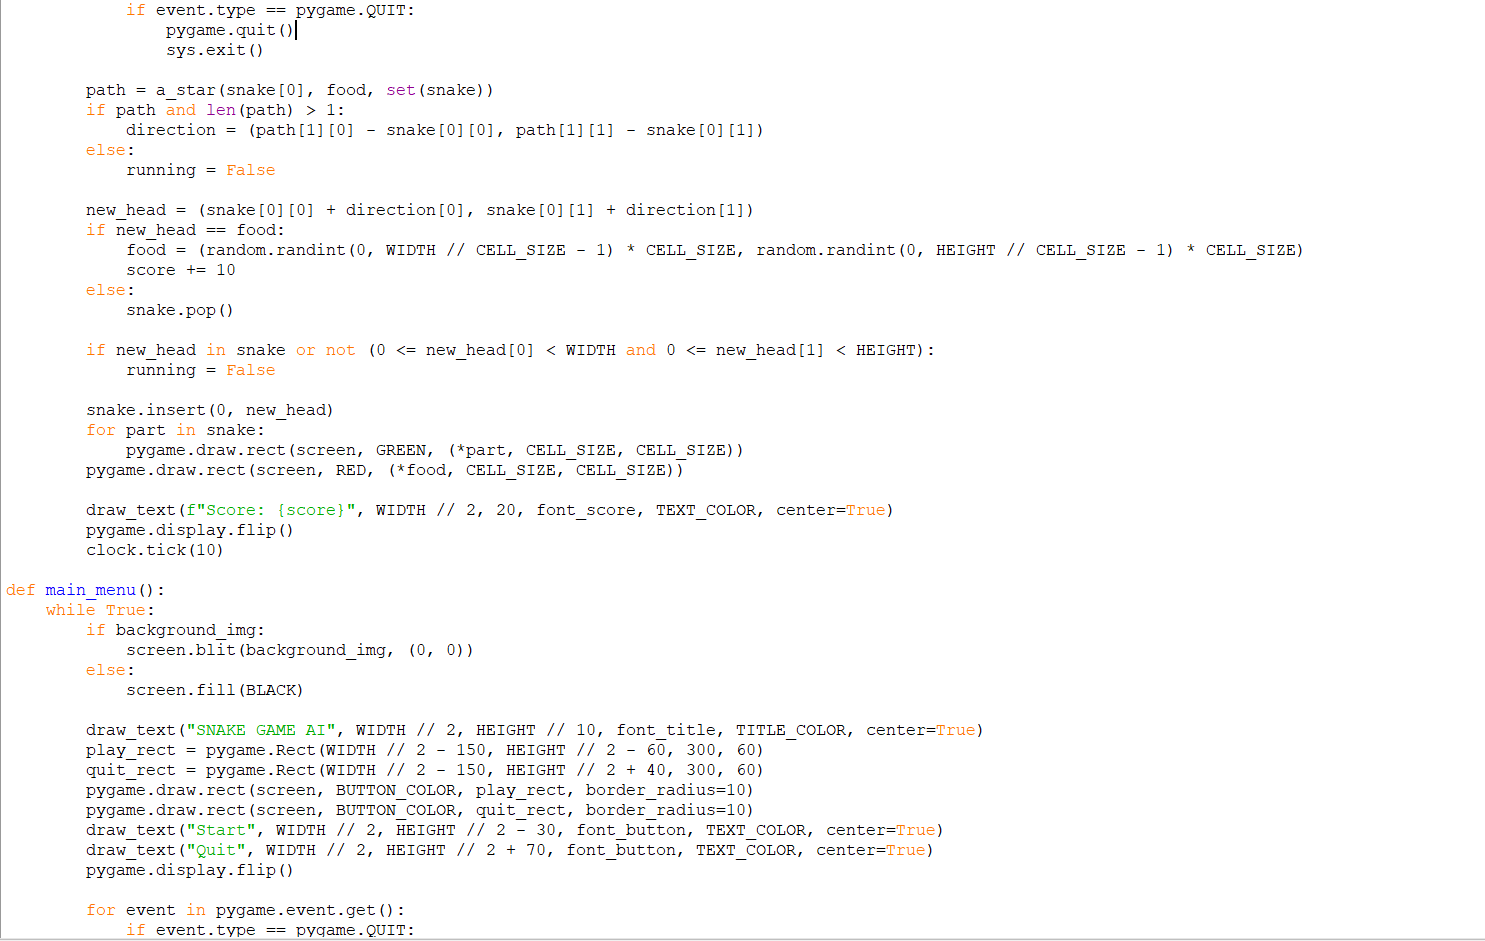 if event.type == pygame.QUIT:
                pygame.quit()
                sys.exit()

        path = a_star(snake[0], food, set(snake))
        if path and len(path) > 1:
            direction = (path[1][0] - snake[0][0], path[1][1] - snake[0][1])
        else:
            running = False

        new_head = (snake[0][0] + direction[0], snake[0][1] + direction[1])
        if new_head == food:
            food = (random.randint(0, WIDTH // CELL_SIZE - 1) * CELL_SIZE, random.randint(0, HEIGHT // CELL_SIZE - 1) * CELL_SIZE)
            score += 10
        else:
            snake.pop()

        if new_head in snake or not (0 <= new_head[0] < WIDTH and 0 <= new_head[1] < HEIGHT):
            running = False

        snake.insert(0, new_head)
        for part in snake:
            pygame.draw.rect(screen, GREEN, (*part, CELL_SIZE, CELL_SIZE))
        pygame.draw.rect(screen, RED, (*food, CELL_SIZE, CELL_SIZE))

        draw_text(f"Score: {score}", WIDTH // 2, 20, font_score, TEXT_COLOR, center=True)
        pygame.display.flip()
        clock.tick(10)

def main_menu():
    while True:
        if background_img:
            screen.blit(background_img, (0, 0))
        else:
            screen.fill(BLACK)

        draw_text("SNAKE GAME AI", WIDTH // 2, HEIGHT // 10, font_title, TITLE_COLOR, center=True)
        play_rect = pygame.Rect(WIDTH // 2 - 150, HEIGHT // 2 - 60, 300, 60)
        quit_rect = pygame.Rect(WIDTH // 2 - 150, HEIGHT // 2 + 40, 300, 60)
        pygame.draw.rect(screen, BUTTON_COLOR, play_rect, border_radius=10)
        pygame.draw.rect(screen, BUTTON_COLOR, quit_rect, border_radius=10)
        draw_text("Start", WIDTH // 2, HEIGHT // 2 - 30, font_button, TEXT_COLOR, center=True)
        draw_text("Quit", WIDTH // 2, HEIGHT // 2 + 70, font_button, TEXT_COLOR, center=True)
        pygame.display.flip()

        for event in pygame.event.get():
            if event.type == pygame.QUIT: